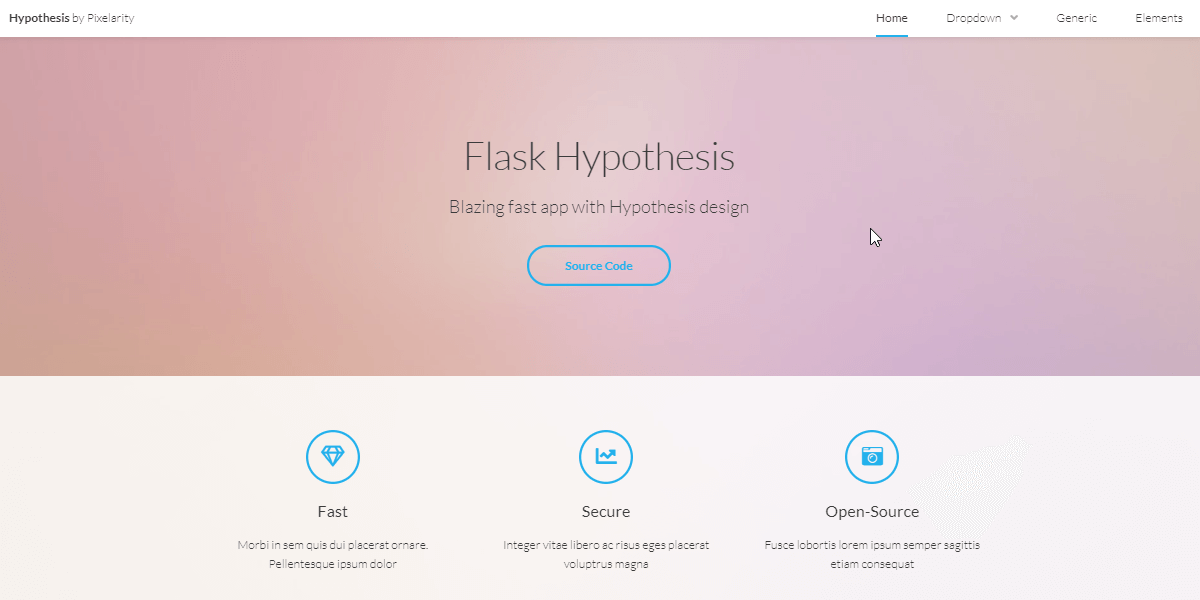 Hypothesis by Pixelarity
Home Dropdown Generic Elements
Flask Hypothesis
Blazing fast app with Hypothesis design
Source Code
Fast
Morbi in sem quis dui placerat ornare.
Pellentesque ipsum dolor
Secure
Integer vitae libero ac risus eges placerat
voluptrus magna
Open-Source
Fusce lobortis lorem ipsum semper sagittis
etiam consequat